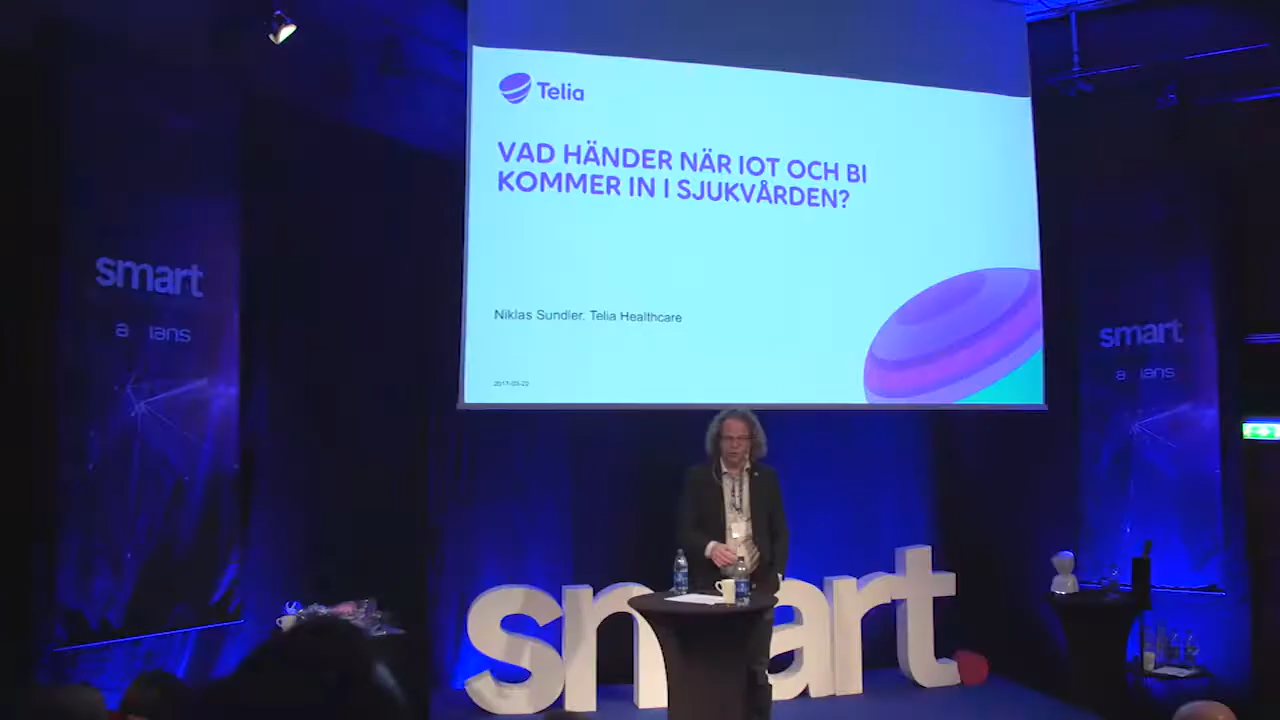 Telia
VAD HÄNDER NÄR IOT OCH BI
KOMMER IN I SJUKVÅRDEN?
Niklas Sundler, Telia Healthcare
smart
smart
smart.